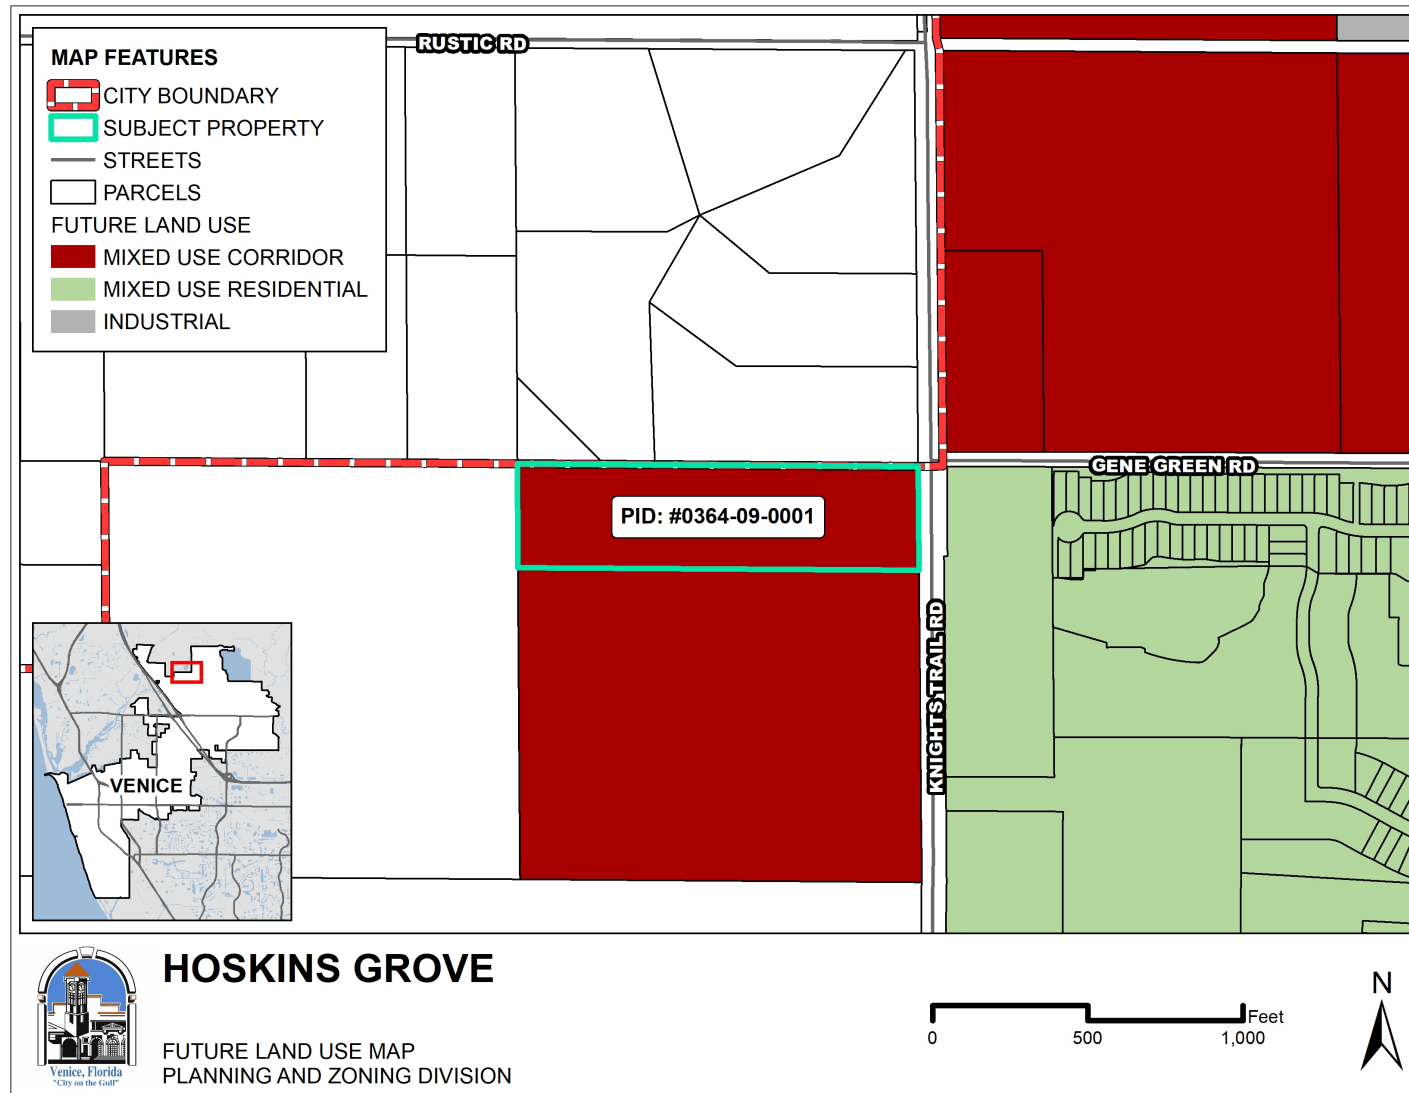 RUSTIC RD
MAP FEATURES
CITY BOUNDARY
SUBJECT PROPERTY
STREETS
PARCELS
FUTURE LAND USE
MIXED USE CORRIDOR
MIXED USE RESIDENTIAL
INDUSTRIAL
GENE GREEN RD
PID: #0364-09-0001
KNIGHTS TRAIL RD
VENICE
HOSKINS GROVE
FUTURE LAND USE MAP
PLANNING AND ZONING DIVISION
Venice, Florida
"City on the Gulf"
Feet
0 500 1,000
N